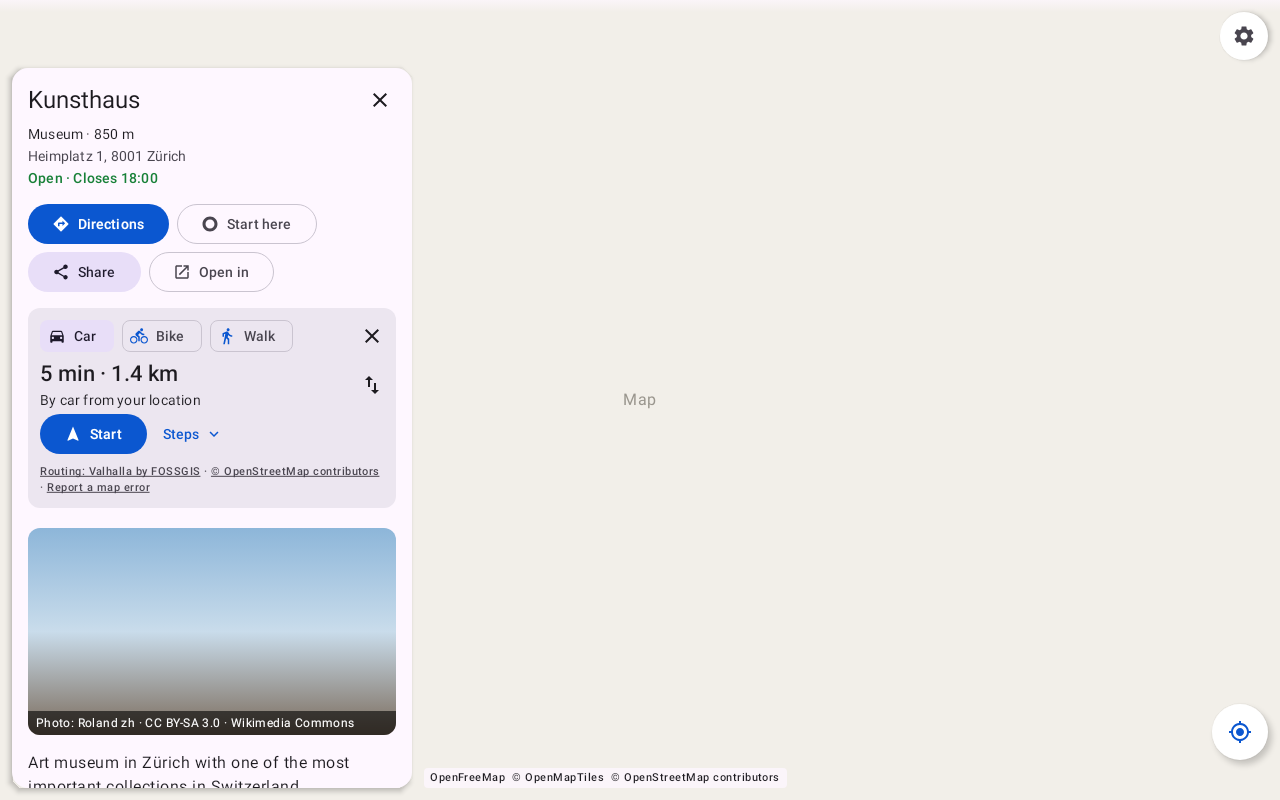 Kunsthaus
Museum · 850 m
Heimplatz 1, 8001 Zürich
Open · Closes 18:00
Directions
Start here
Share
Open in
Car
Bike
Walk
5 min · 1.4 km
By car from your location
Start
Steps
Routing: Valhalla by FOSSGIS · © OpenStreetMap contributors
· Report a map error
Photo: Roland zh · CC BY-SA 3.0 · Wikimedia Commons
Art museum in Zürich with one of the most
important collections in Switzerland
Map
OpenFreeMap © OpenMapTiles © OpenStreetMap contributors